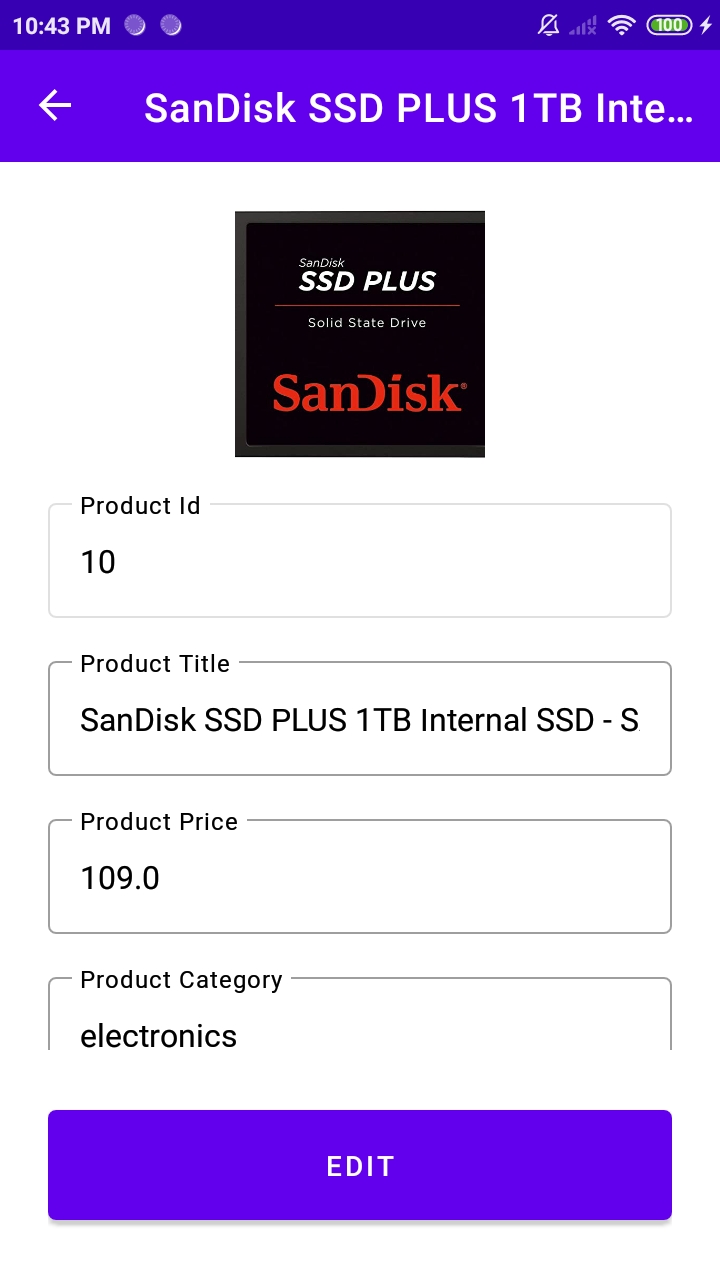 10:43 PM 100
SanDisk SSD PLUS 1TB Inte...
SanDisk
SSD PLUS
Solid State Drive
SanDisk®
Product Id
10
Product Title
SanDisk SSD PLUS 1TB Internal SSD - S
Product Price
109.0
Product Category
electronics
EDIT